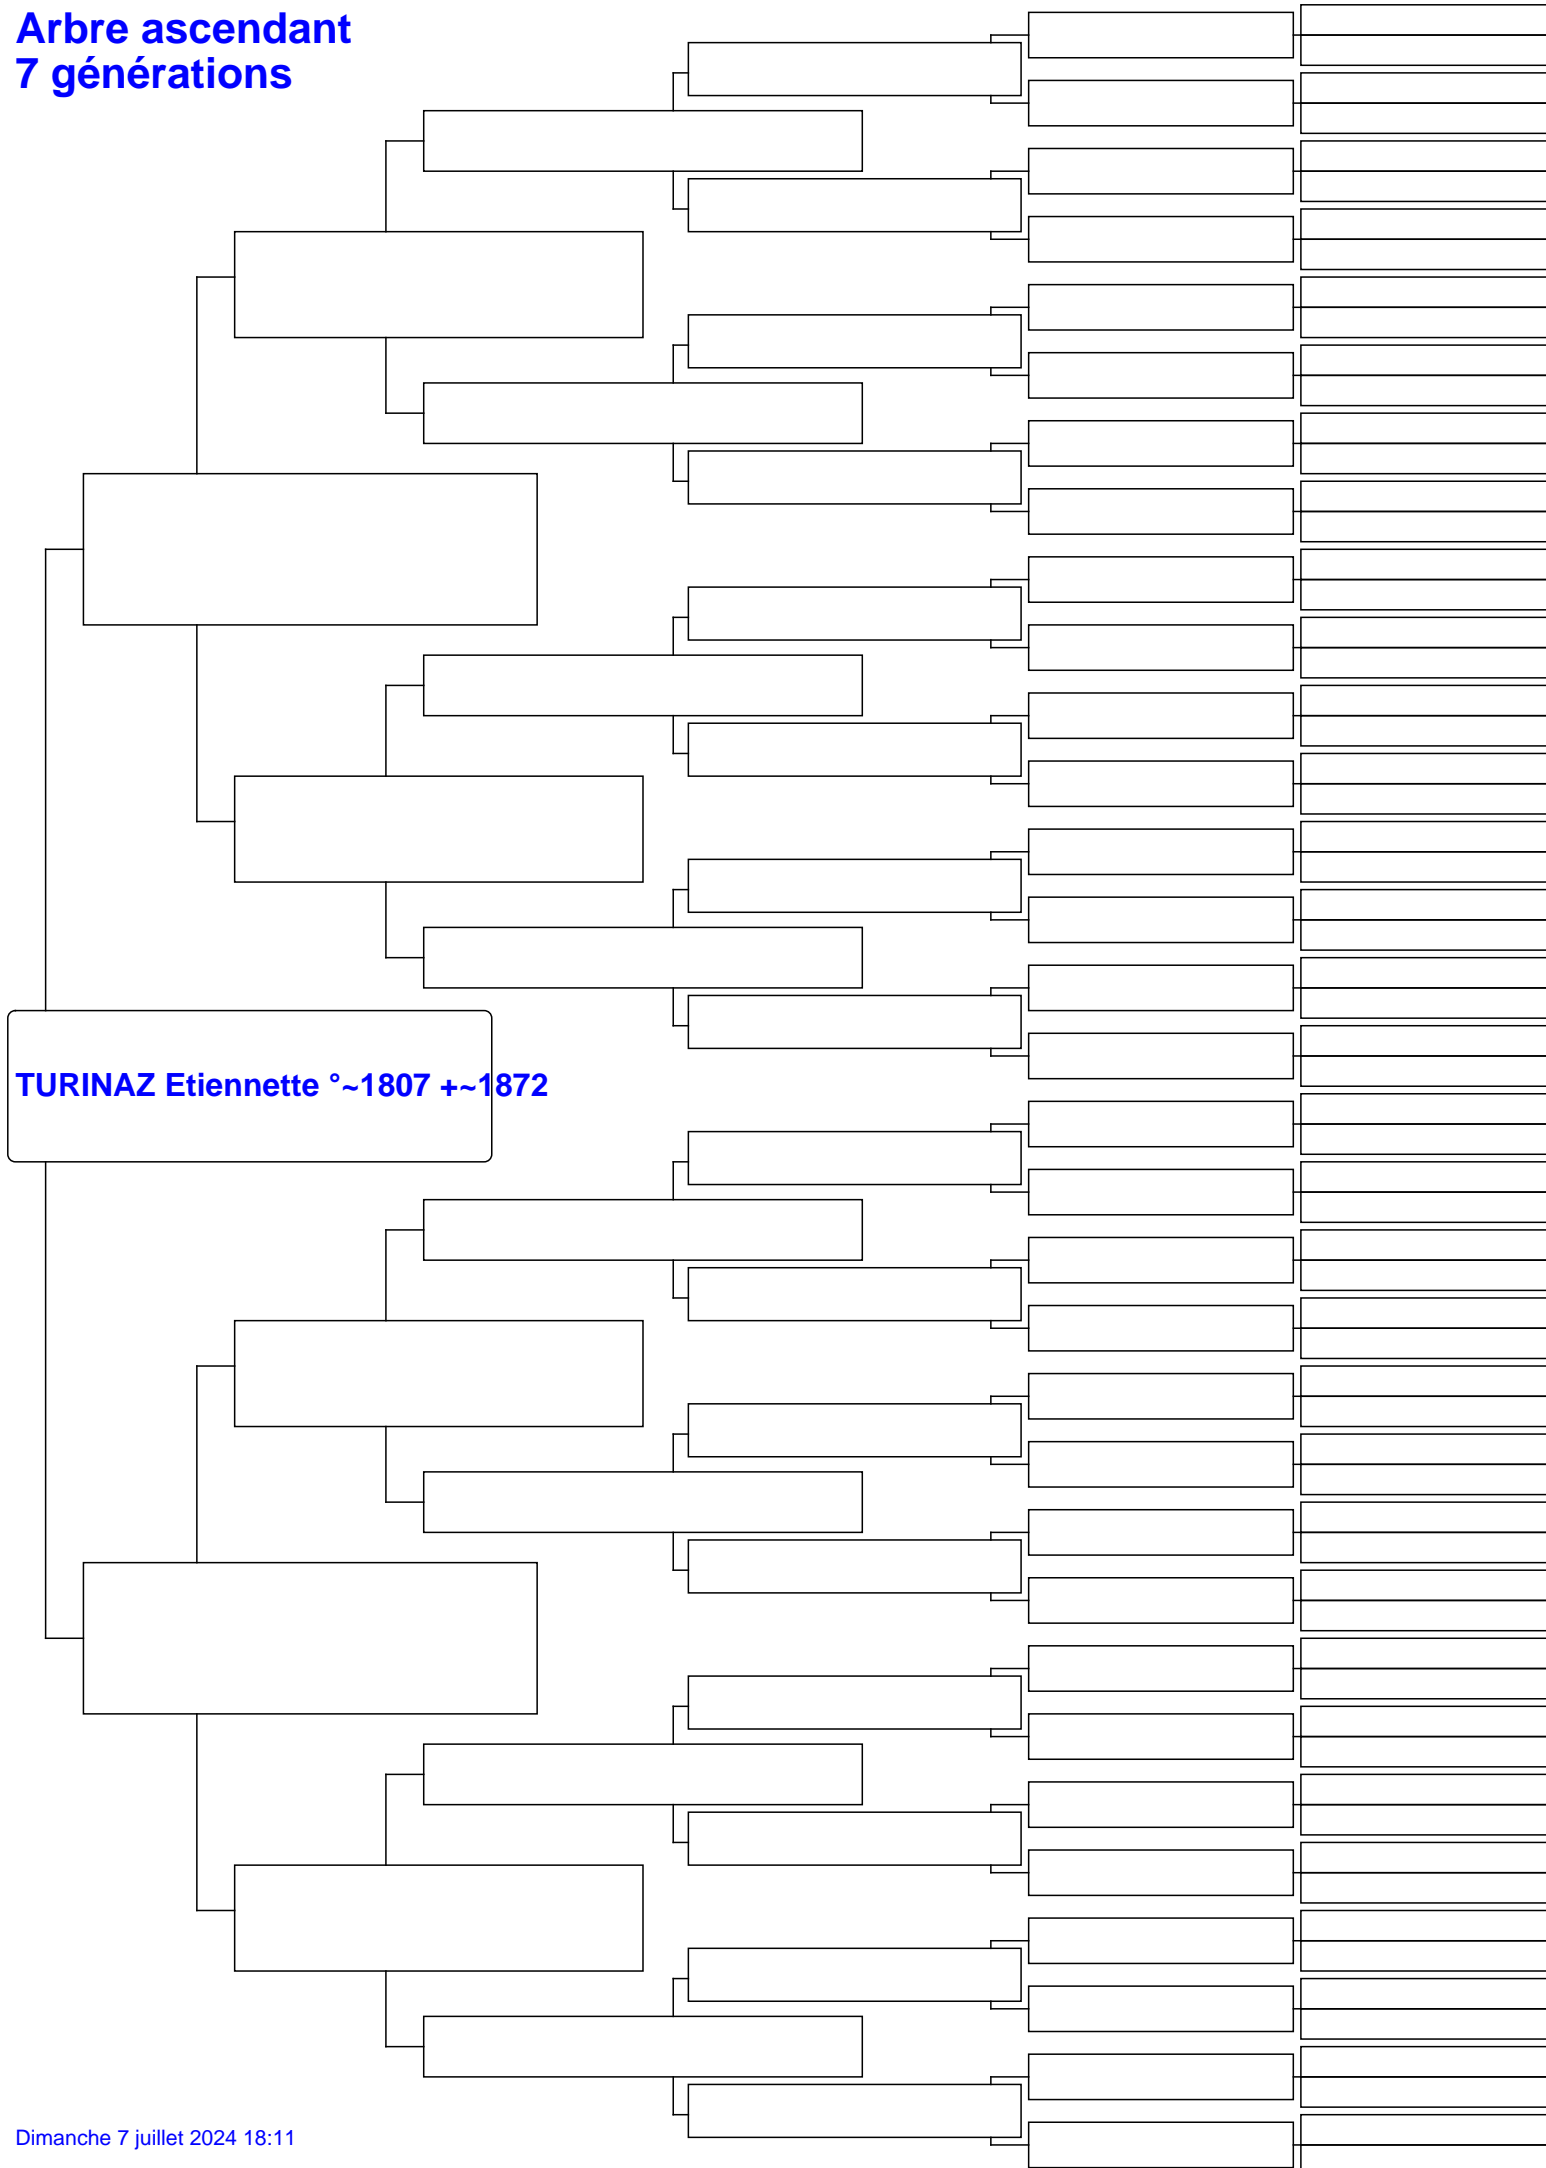 Arbre ascendant
7 générations
TURINAZ Etiennette °~1807 +~1872
Dimanche 7 juillet 2024 18:11